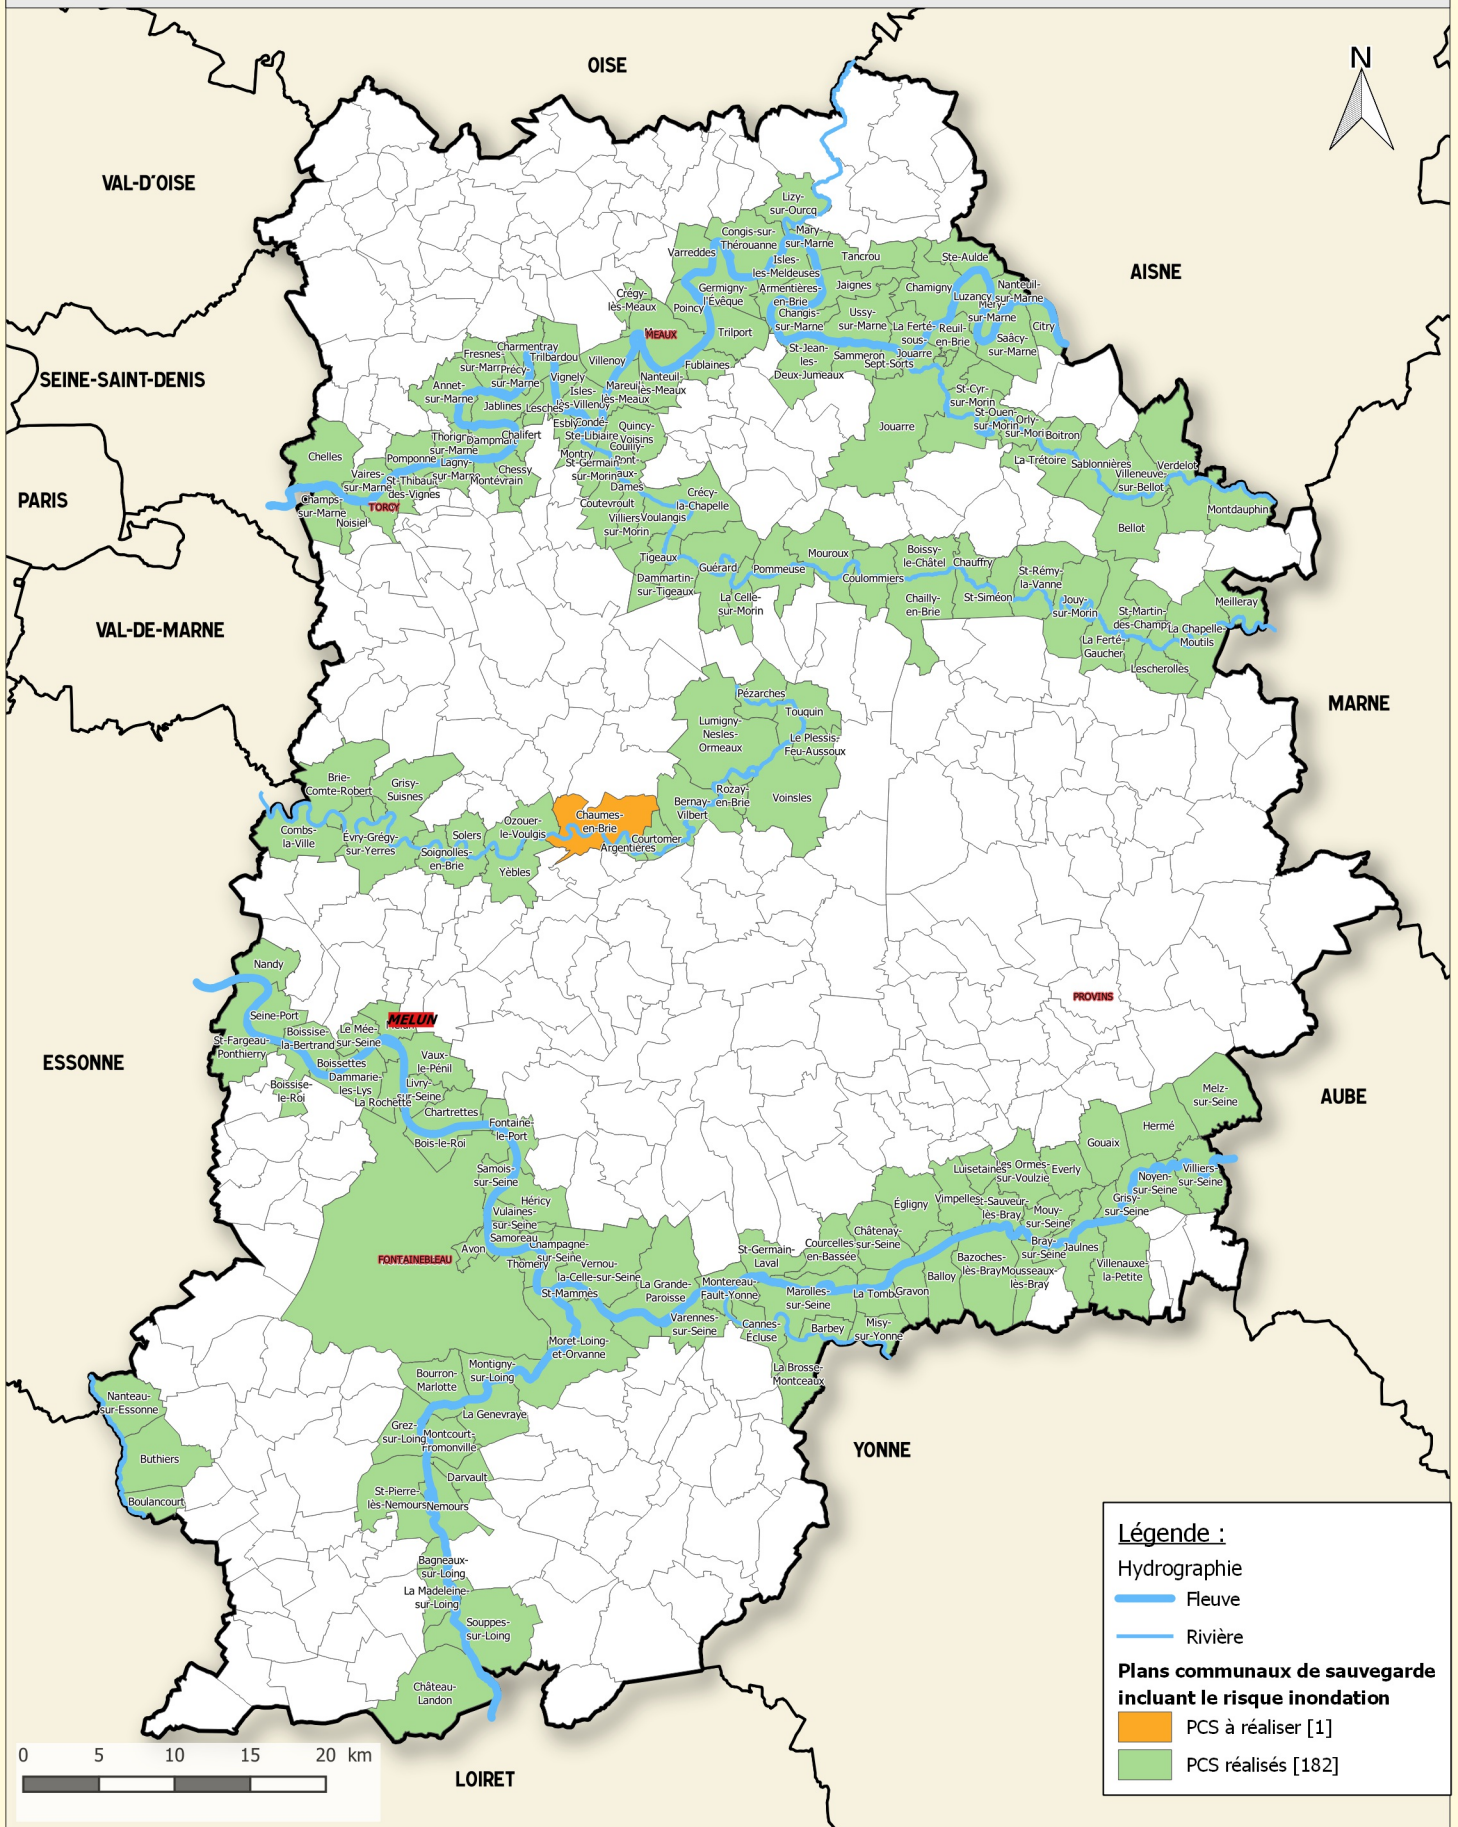 OISE
N
VAL-D'OISE
AISNE
SEINE-SAINT-DENIS
PARIS
VAL-DE-MARNE
MARNE
ESSONNE
AUBE
YONNE
LOIRET
Lizy-
sur-Ourcq
Congis-sur-
Thérouanne
Mary-
sur-Marne
Varreddes
Isles-
les-Meldeuses
Tancrou
Ste-Aulde
Germigny-
l'Évêque
Armentières-
en-Brie
Jaignes
Chamigny
Nanteuil-
sur-Marne
Luzancy
Méry-
sur-Marne
Crégy-
lès-Meaux
Poincy
Changis-
sur-Marne
Ussy-
sur-Marne
La Ferté-
sous-
Jouarre
Reuil-
en-Brie
Citry
Saâcy-
sur-Marne
MEAUX
Trilport
St-Jean-
les-
Deux-Jumeaux
Sammeron
Sept-Sorts
Charmentray
Fresnes-
sur-Marne
Précy-
sur-Marne
Trilbardou
Villenoy
Fublaines
Annet-
sur-Marne
Vignely
Isles-
lès-Villenoy
Mareuil-
lès-Meaux
Nanteuil-
lès-Meaux
Jablines
Lesches
St-Cyr-
sur-Morin
St-Ouen-
sur-Morin
Orly-
sur-Morin
Boitron
Jouarre
Esbly
Condé-
Ste-Libiaire
Quincy-
Voisins
Thorigny-
sur-Marne
Dampmart
Chalifert
Couilly-
Pont-
aux-
Dames
Chelles
Pomponne
Lagny-
sur-Marne
Montry
St-Germain-
sur-Morin
Chessy
Montévrain
Vaires-
sur-Marne
St-Thibault-
des-Vignes
La Trétoire
Sablonnières
Verdelot
Villeneuve-
sur-Bellot
Champs-
sur-Marne
TORCY
Noisiel
Coutevroult
Crécy-
la-Chapelle
Villiers-
sur-Morin
Voulangis
Montdauphin
Bellot
Tigeaux
Guérard
Pommeuse
Mouroux
Coulommiers
Boissy-
le-Châtel
Chauffry
Dammartin-
sur-Tigeaux
La Celle-
sur-Morin
Chailly-
en-Brie
St-Siméon
St-Rémy-
la-Vanne
Jouy-
sur-Morin
St-Martin-
des-Champs
La Chapelle-
Moutils
Meilleray
La Ferté-
Gaucher
Lescherolles
Pézarches
Lumigny-
Nesles-
Ormeaux
Touquin
Le Plessis-
Feu-Aussoux
Brie-
Comte-Robert
Grisy-
Suisnes
Rozay-
en-Brie
Voinsles
Bernay-
Vilbert
Combs-
la-Ville
Évry-Grégy-
sur-Yerres
Solers
Ozouer-
le-Voulgis
Chaumes-
en-Brie
Courtomer
Argentières
Soignolles-
en-Brie
Yèbles
Nandy
PROVINS
Seine-Port
MELUN
Boissise-
la-Bertrand
Le Mée-
sur-Seine
St-Fargeau-
Ponthierry
Boissettes
Vaux-
le-Pénil
Boissise-
le-Roi
Dammarie-
les-Lys
Livry-
sur-Seine
La Rochette
Chartrettes
Melz-
sur-Seine
Fontaine-
le-Port
Bois-le-Roi
Hermé
Gouaix
Samois-
sur-Seine
Luisetaines
Les Ormes-
sur-Voulzie
Everly
Villiers-
sur-Seine
Noyen-
sur-Seine
Grisy-
sur-Seine
Héricy
Vulaines-
sur-Seine
Samoreau
Égligny
Vimpelles
St-Sauveur-
lès-Bray
Mouy-
sur-Seine
Avon
FONTAINEBLEAU
Champagne-
sur-Seine
Thomery
Vernou-
la-Celle-sur-Seine
St-Germain-
Laval
Courcelles-
en-Bassée
Châtenay-
sur-Seine
Bray-
sur-Seine
Jaulnes
Bazoches-
lès-Bray
Mousseaux-
lès-Bray
Villenauxe-
la-Petite
Balloy
St-Mammès
La Grande-
Paroisse
Montereau-
Fault-Yonne
Marolles-
sur-Seine
La Tombe
Gravon
Varennes-
sur-Seine
Cannes-
Écluse
Barbey
Misy-
sur-Yonne
Moret-Loing-
et-Orvanne
La Brosse-
Montceaux
Bourron-
Marlotte
Montigny-
sur-Loing
Nanteau-
sur-Essonne
La Genevraye
Grez-
sur-Loing
Montcourt-
Fromonville
Buthiers
Darvault
Boulancourt
St-Pierre-
lès-Nemours
Nemours
Bagneaux-
sur-Loing
La Madeleine-
sur-Loing
Souppes-
sur-Loing
Château-
Landon
Légende :
Hydrographie
Fleuve
Rivière
Plans communaux de sauvegarde
incluant le risque inondation
PCS à réaliser [1]
PCS réalisés [182]
0 5 10 15 20 km